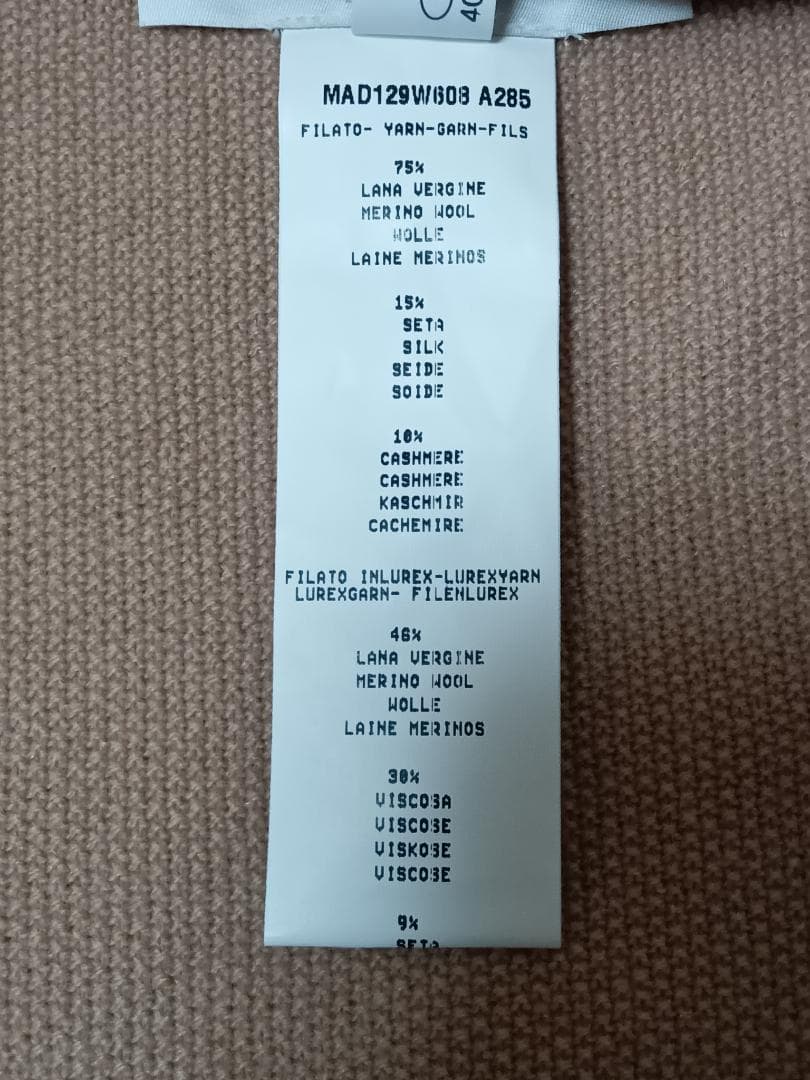 40
MAD129W608 A285
FILATO- YARN-GARN-FILS
75%
LANA VERGINE
MERINO WOOL
WOLLE
LAINE MERINOS
15%
SETA
SILK
SEIDE
SOIDE
10%
CASHMERE
CASHMERE
KASCHMIR
CACHEMIRE
FILATO INLUREX-LUREXYARN
LUREXGARN- FILENLUREX
46%
LANA VERGINE
MERINO WOOL
WOLLE
LAINE MERINOS
30%
VISCOSA
VISCOSE
VISKOSE
VISCOSE
9%
SETA